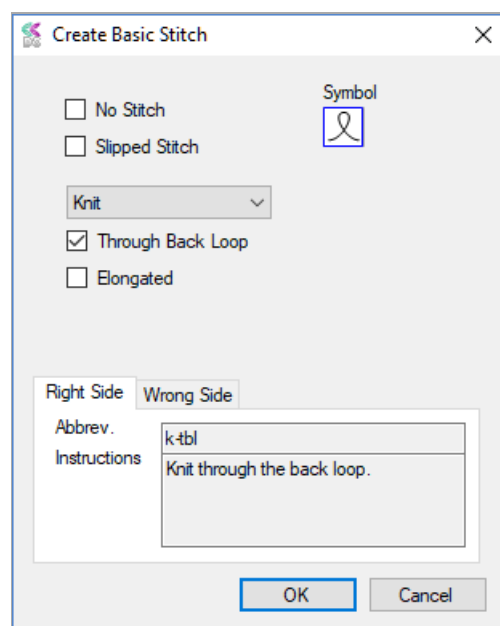 Create Basic Stitch
No Stitch
Symbol
Slipped Stitch
Knit
Through Back Loop
Elongated
Right Side
Wrong Side
Abbrev.
k-tbl
Instructions
Knit through the back loop.
OK
Cancel